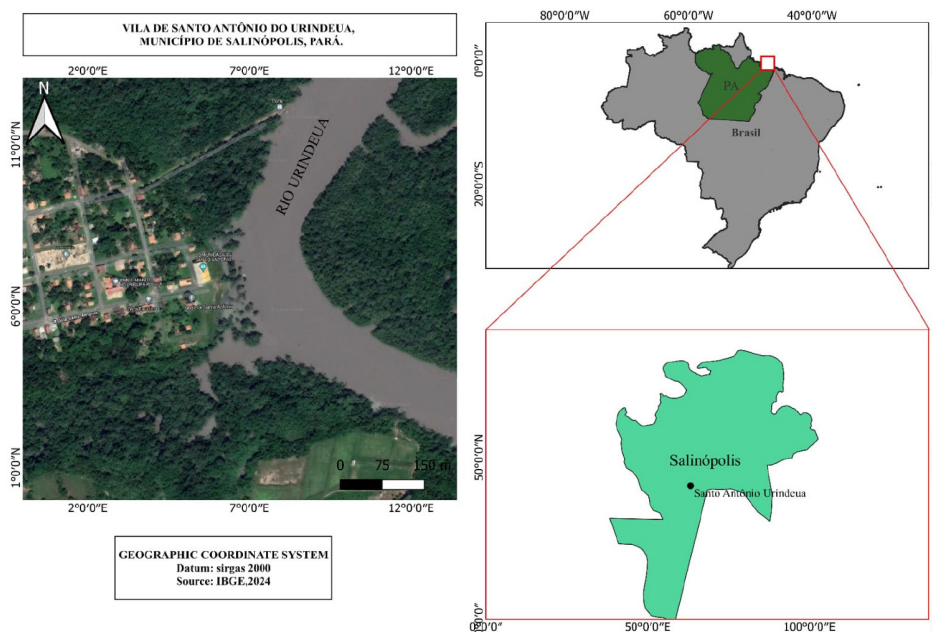 VILA DE SANTO ANTÔNIO DO URINDEUA,
MUNICÍPIO DE SALINÓPOLIS, PARÁ.
2°0'0"E 7°0'0"E 12°0'0"E
N
11°0'0"N
6°0'0"N
1°0'0"N
RIO URINDEUA
0 75 150 m
2°0'0"E 7°0'0"E 12°0'0"E
GEOGRAPHIC COORDINATE SYSTEM
Datum: sirgas 2000
Source: IBGE,2024
80°0'0"W 60°0'0"W 40°0'0"W
0°0'0"
20°0'0"S
PA
Brasil
50°0'0"N
Salinópolis
Santo Antônio Urindeua
50°0'0"E 100°0'0"E